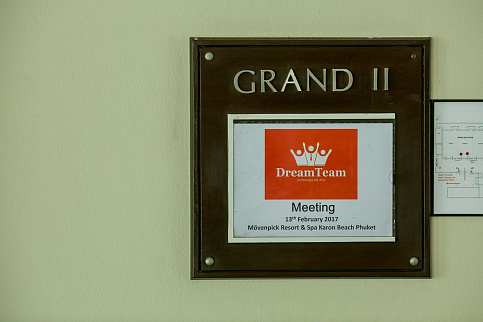 GRAND II
DreamTeam
Meeting
13th February 2017
Mövenpick Resort & Spa Karon Beach Phuket